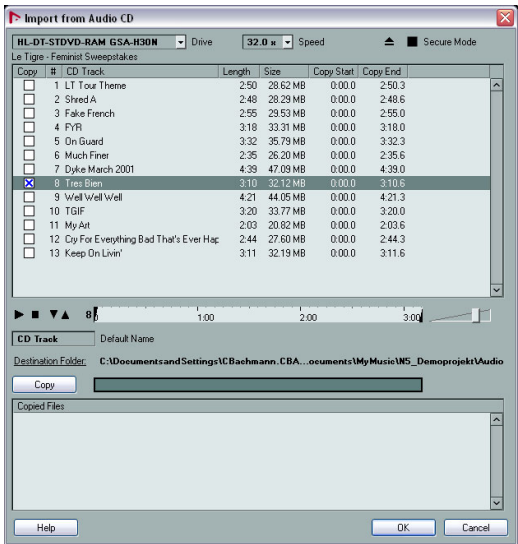 Import from Audio CD
HL-DT-STDVD-RAM GSA-H30N Drive 32.0 x Speed Secure Mode
Le Tigre - Feminist Sweepstakes
Copy # CD Track Length Size Copy Start Copy End
1 LT Tour Theme 2:50 28.62 MB 0:00.0 2:50.3
2 Shred A 2:48 28.29 MB 0:00.0 2:48.6
3 Fake French 2:55 29.53 MB 0:00.0 2:55.0
4 FYR 3:18 33.31 MB 0:00.0 3:18.0
5 On Guard 3:32 35.79 MB 0:00.0 3:32.3
6 Much Finer 2:35 26.20 MB 0:00.0 2:35.6
7 Dyke March 2001 4:39 47.09 MB 0:00.0 4:39.0
8 Tres Bien 3:10 32.12 MB 0:00.0 3:10.6
9 Well Well Well 4:21 44.05 MB 0:00.0 4:21.3
10 TGIF 3:20 33.77 MB 0:00.0 3:20.0
11 My Art 2:03 20.82 MB 0:00.0 2:03.6
12 Cry For Everything Bad That's Ever Hap 2:44 27.60 MB 0:00.0 2:44.3
13 Keep On Livin' 3:11 32.19 MB 0:00.0 3:11.6
8 0 1:00 2:00 3:00
CD Track Default Name
Destination Folder: C:\DocumentsandSettings\CBachmann.CBA...ocuments\MyMusic\N5_Demoprojekt\Audio
Copy
Copied Files
Help OK Cancel